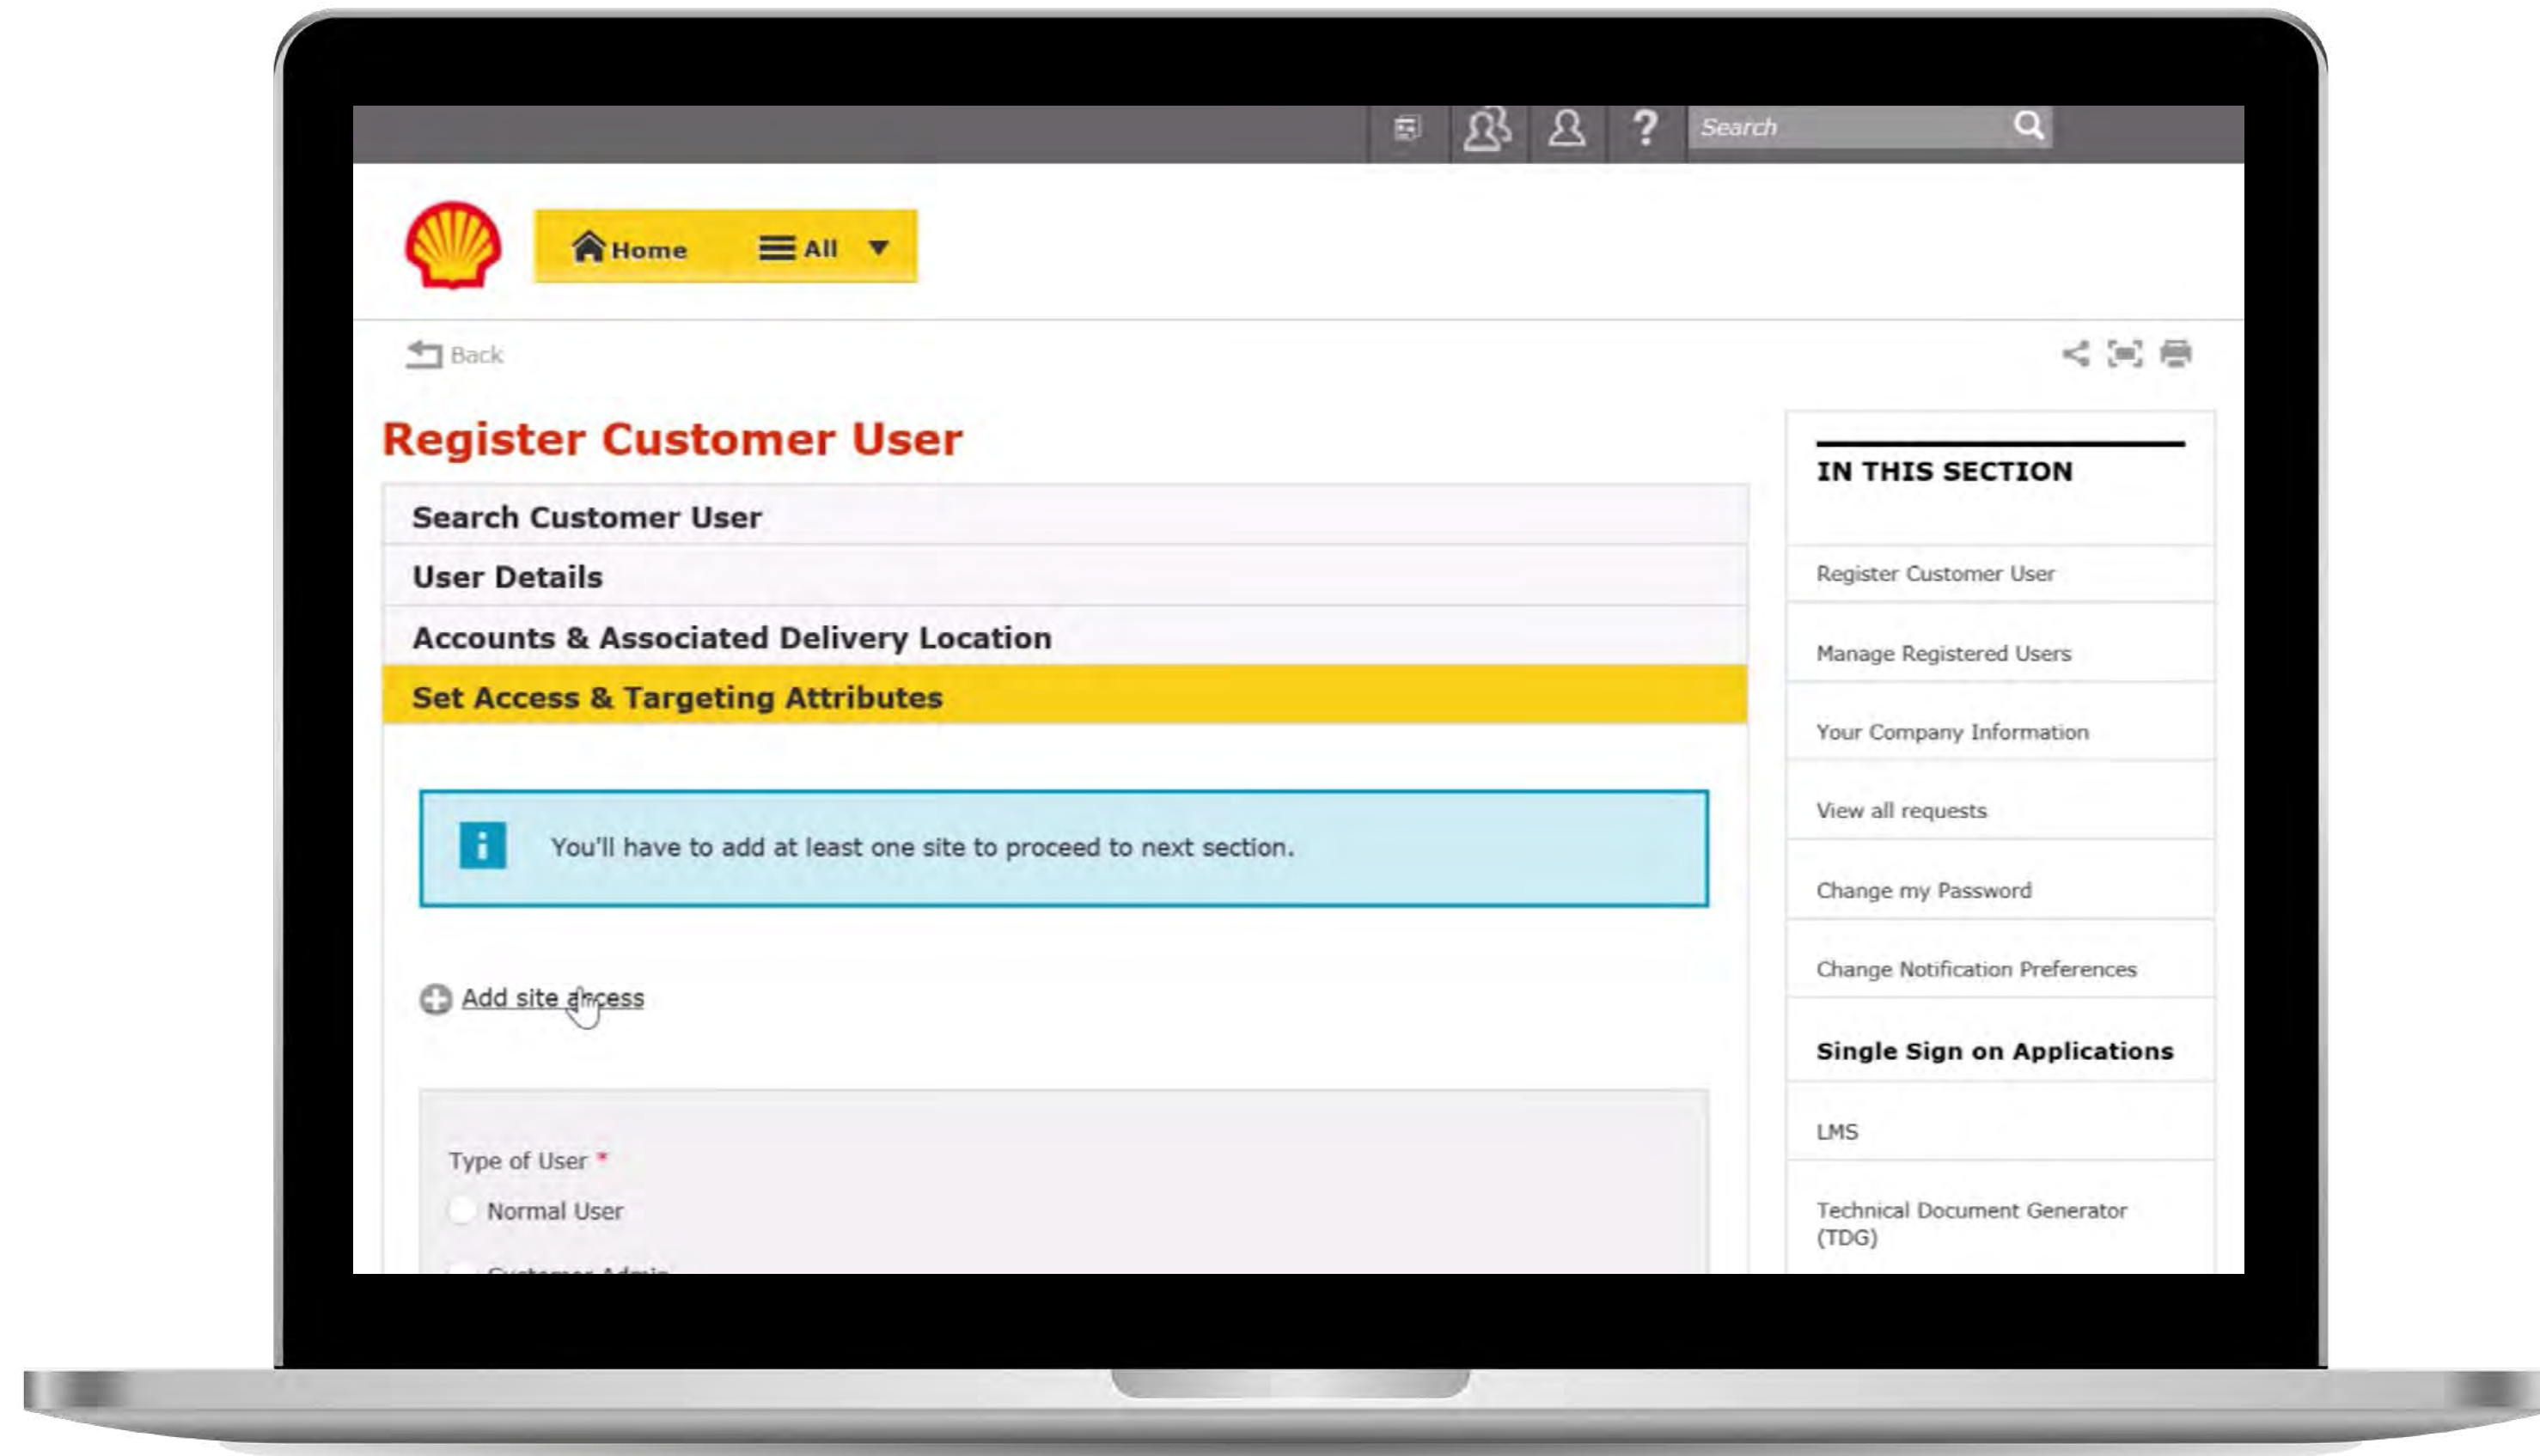 ?
Search
Home
All
Back
Register Customer User
Search Customer User
User Details
Accounts & Associated Delivery Location
Set Access & Targeting Attributes
i
You'll have to add at least one site to proceed to next section.
Add site access
Type of User *
Normal User
Customer Admin
IN THIS SECTION
Register Customer User
Manage Registered Users
Your Company Information
View all requests
Change my Password
Change Notification Preferences
Single Sign on Applications
LMS
Technical Document Generator
(TDG)